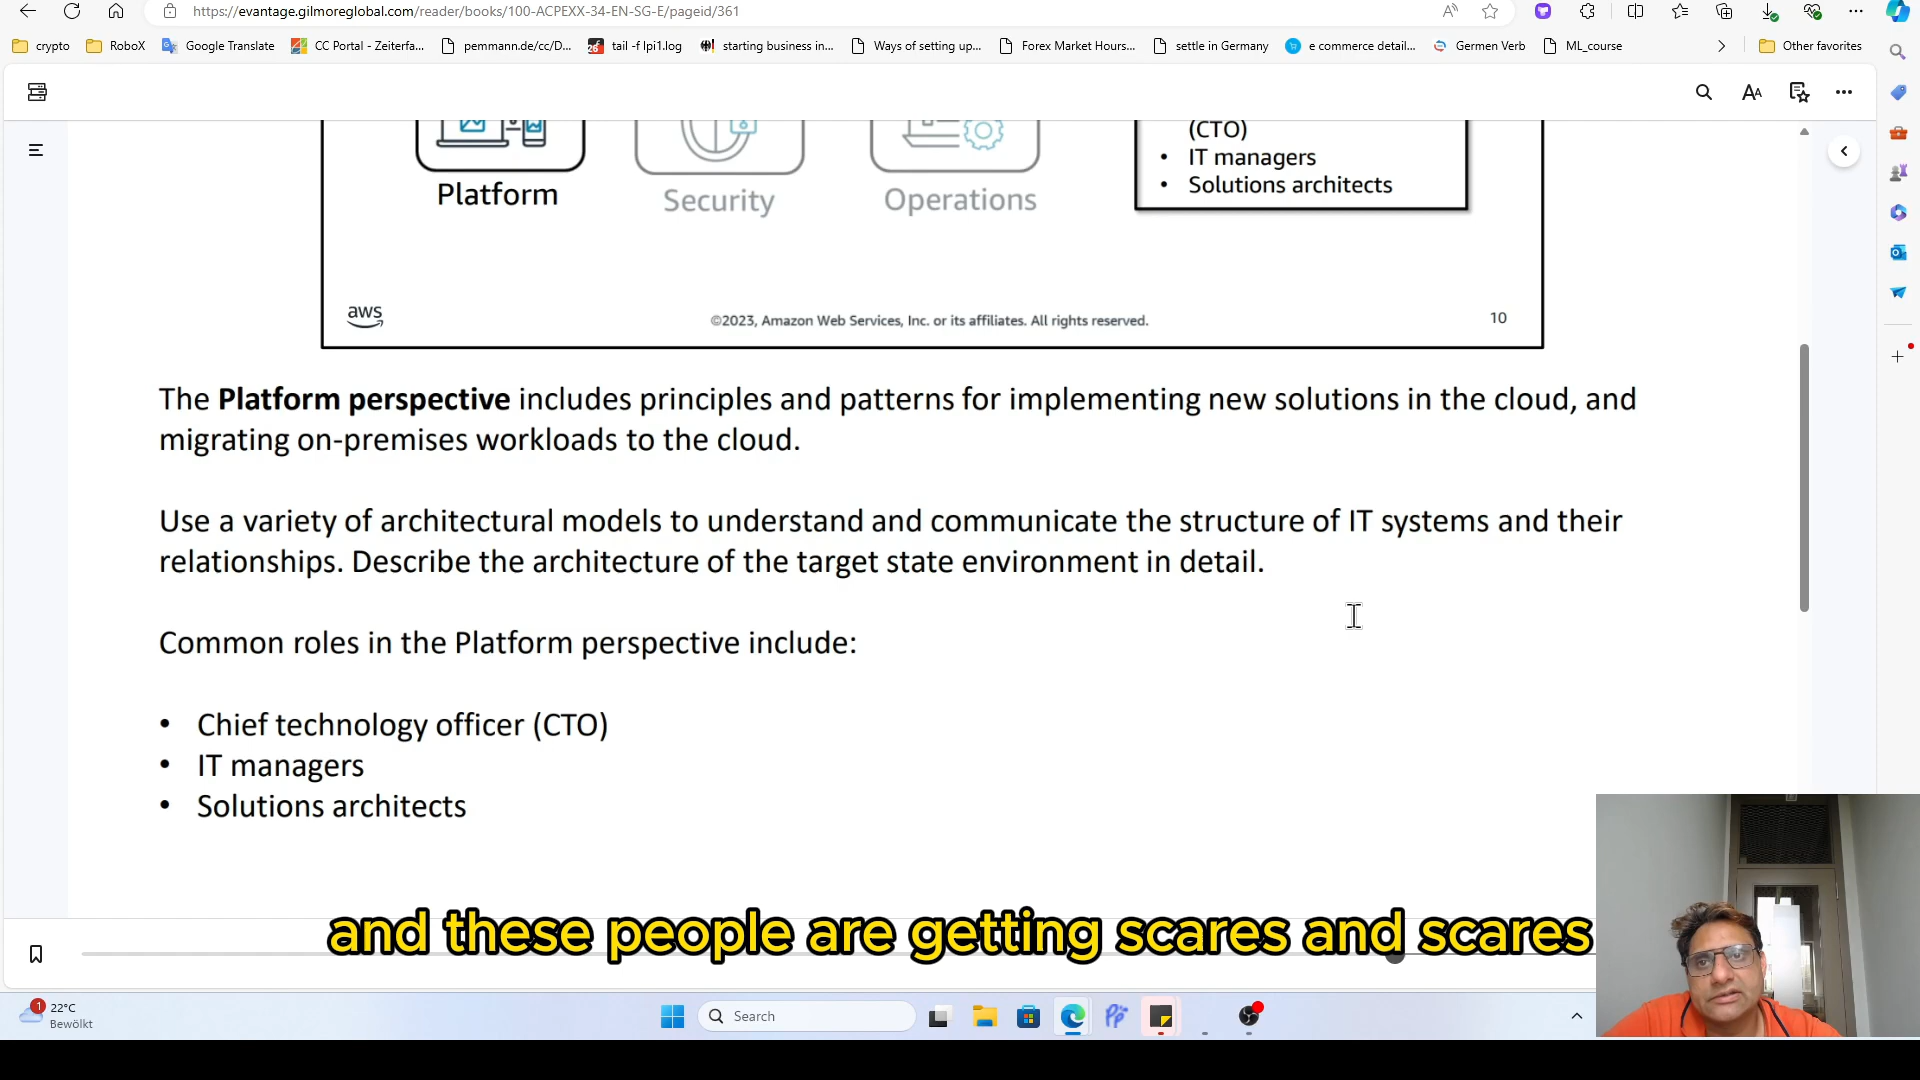 https://evantage.gilmoreglobal.com/reader/books/100-ACPEXX-34-EN-SG-E/pageid/361
crypto RoboX Google Translate CC Portal - Zeiterfa... pemmann.de/cc/D... tail -f lpi1.log starting business in... Ways of setting up... Forex Market Hours... settle in Germany e commerce detail... Germen Verb ML_course Other favorites
(CTO)
• IT managers
• Solutions architects
Platform Security Operations
aws ©2023, Amazon Web Services, Inc. or its affiliates. All rights reserved. 10
The Platform perspective includes principles and patterns for implementing new solutions in the cloud, and
migrating on-premises workloads to the cloud.
Use a variety of architectural models to understand and communicate the structure of IT systems and their
relationships. Describe the architecture of the target state environment in detail.
Common roles in the Platform perspective include:
• Chief technology officer (CTO)
• IT managers
• Solutions architects
and these people are getting scares and scares
1 22°C
Bewölkt
Search